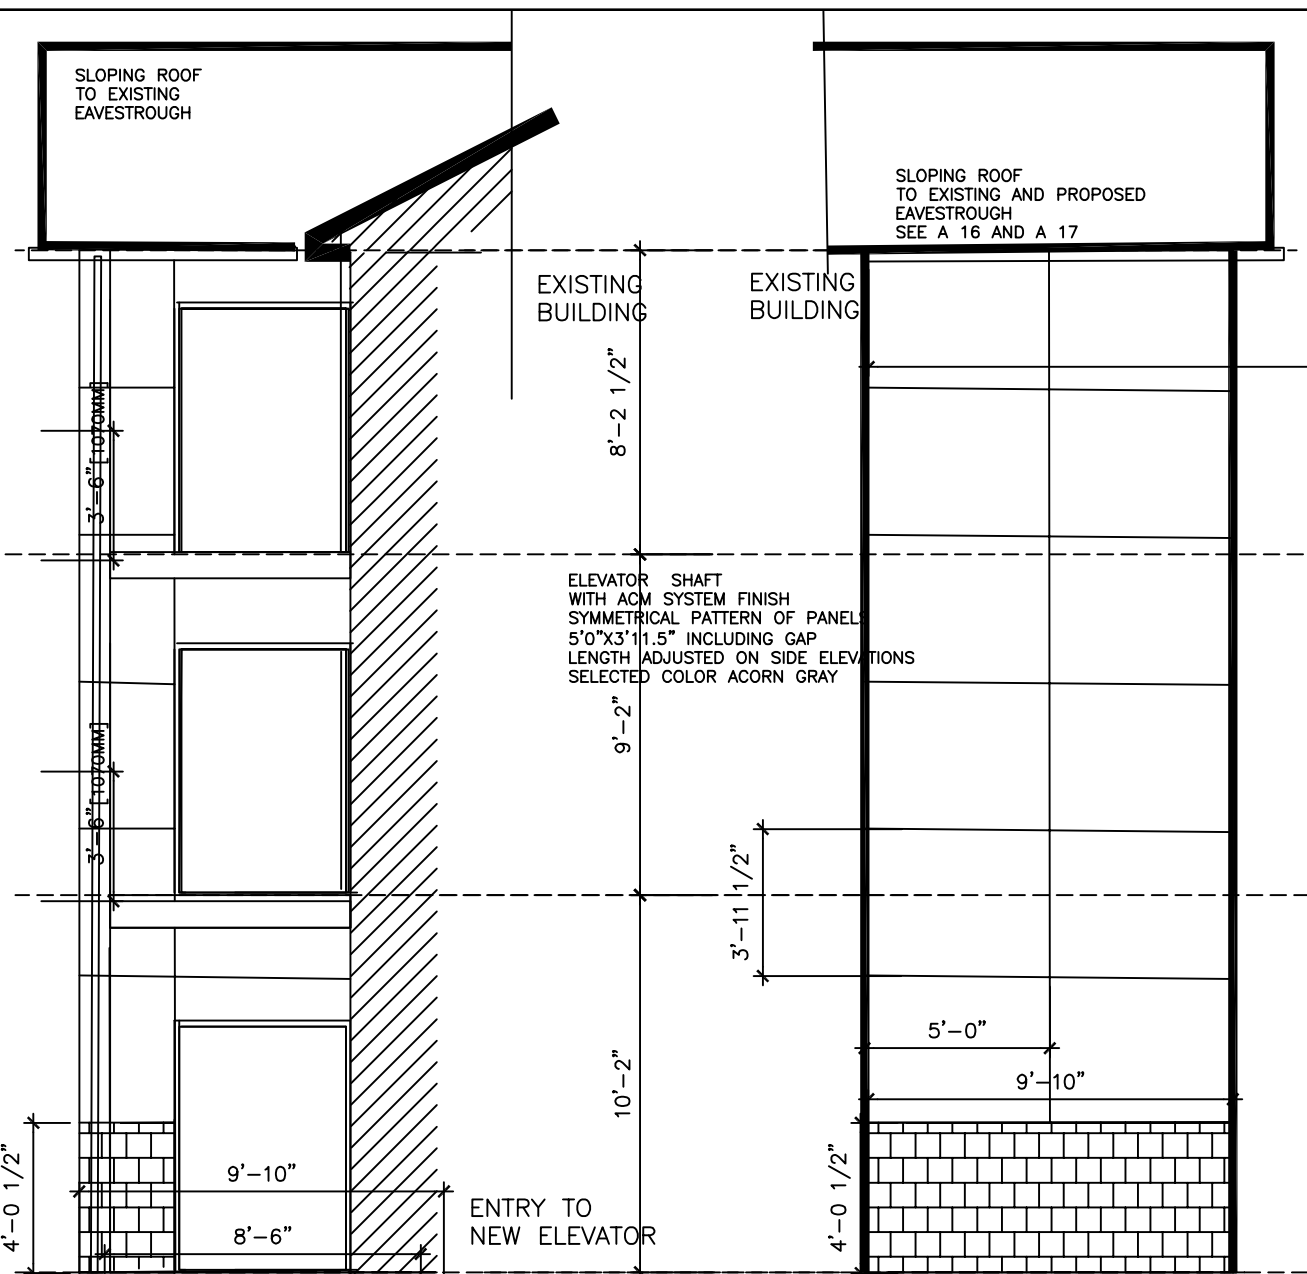 SLOPING ROOF
TO EXISTING
EAVESTROUGH
SLOPING ROOF
TO EXISTING AND PROPOSED
EAVESTROUGH
SEE A 16 AND A 17
EXISTING
BUILDING
EXISTING
BUILDING
8'-2 1/2"
3'-6" [1070MM]
ELEVATOR SHAFT
WITH ACM SYSTEM FINISH
SYMMETRICAL PATTERN OF PANELS
5'0"X3'11.5" INCLUDING GAP
LENGTH ADJUSTED ON SIDE ELEVATIONS
SELECTED COLOR ACORN GRAY
9'-2"
3'-6" [1070MM]
3'-11 1/2"
5'-0"
9'-10"
10'-2"
4'-0 1/2"
9'-10"
8'-6"
ENTRY TO
NEW ELEVATOR
4'-0 1/2"